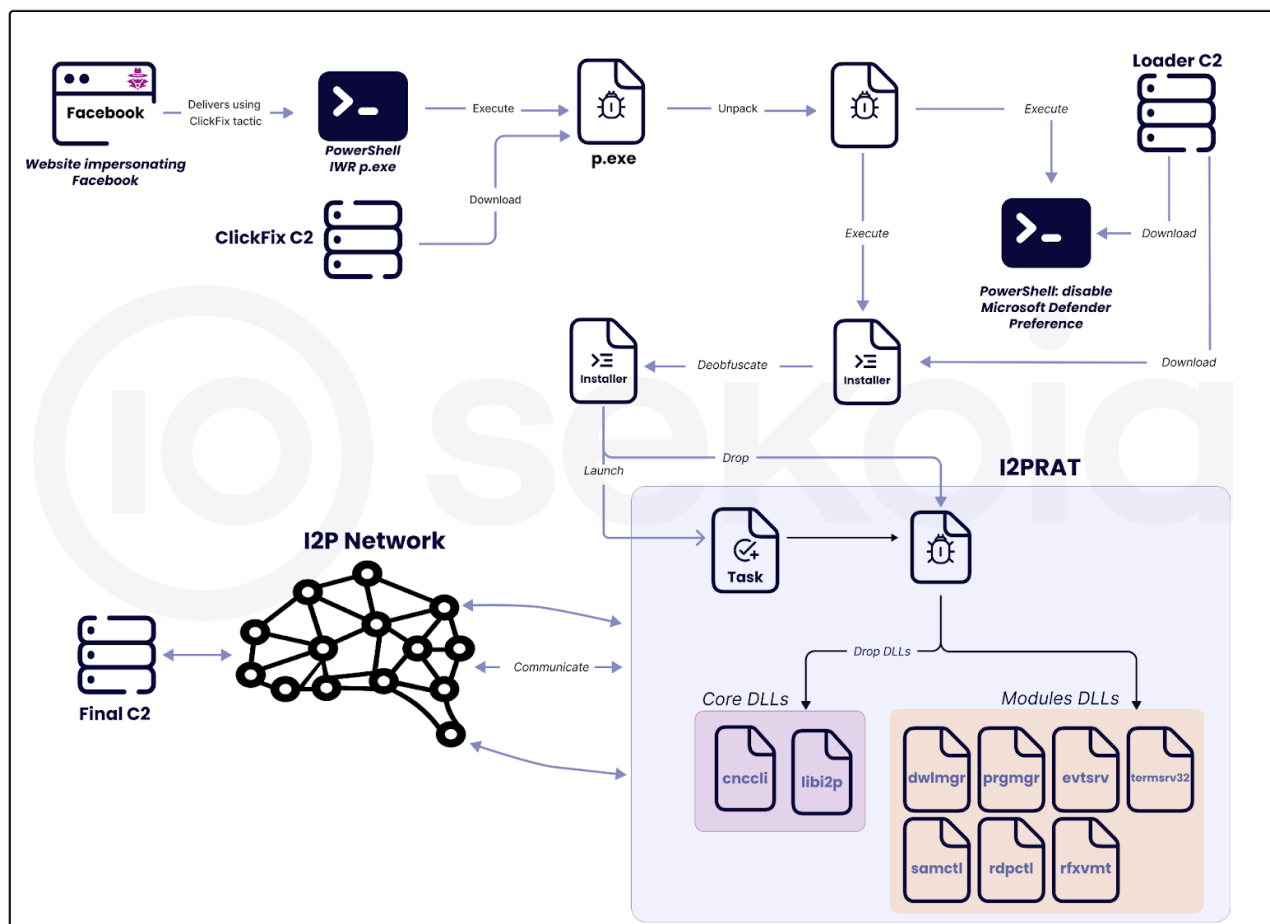 Facebook
Website impersonating
Facebook
Delivers using
ClickFix tactic
PowerShell
IWR p.exe
Execute
p.exe
ClickFix C2
Download
Unpack
Execute
Loader C2
Execute
Download
PowerShell: disable
Microsoft Defender
Preference
Download
Installer
Deobfuscate
Installer
sekoia
Launch
Drop
I2PRAT
Task
I2P Network
Final C2
Communicate
Drop DLLs
Core DLLs
cnccli
libi2p
Modules DLLs
dwlmgr
prgmgr
evtsrv
termsrv32
samctl
rdpctl
rfxvmt